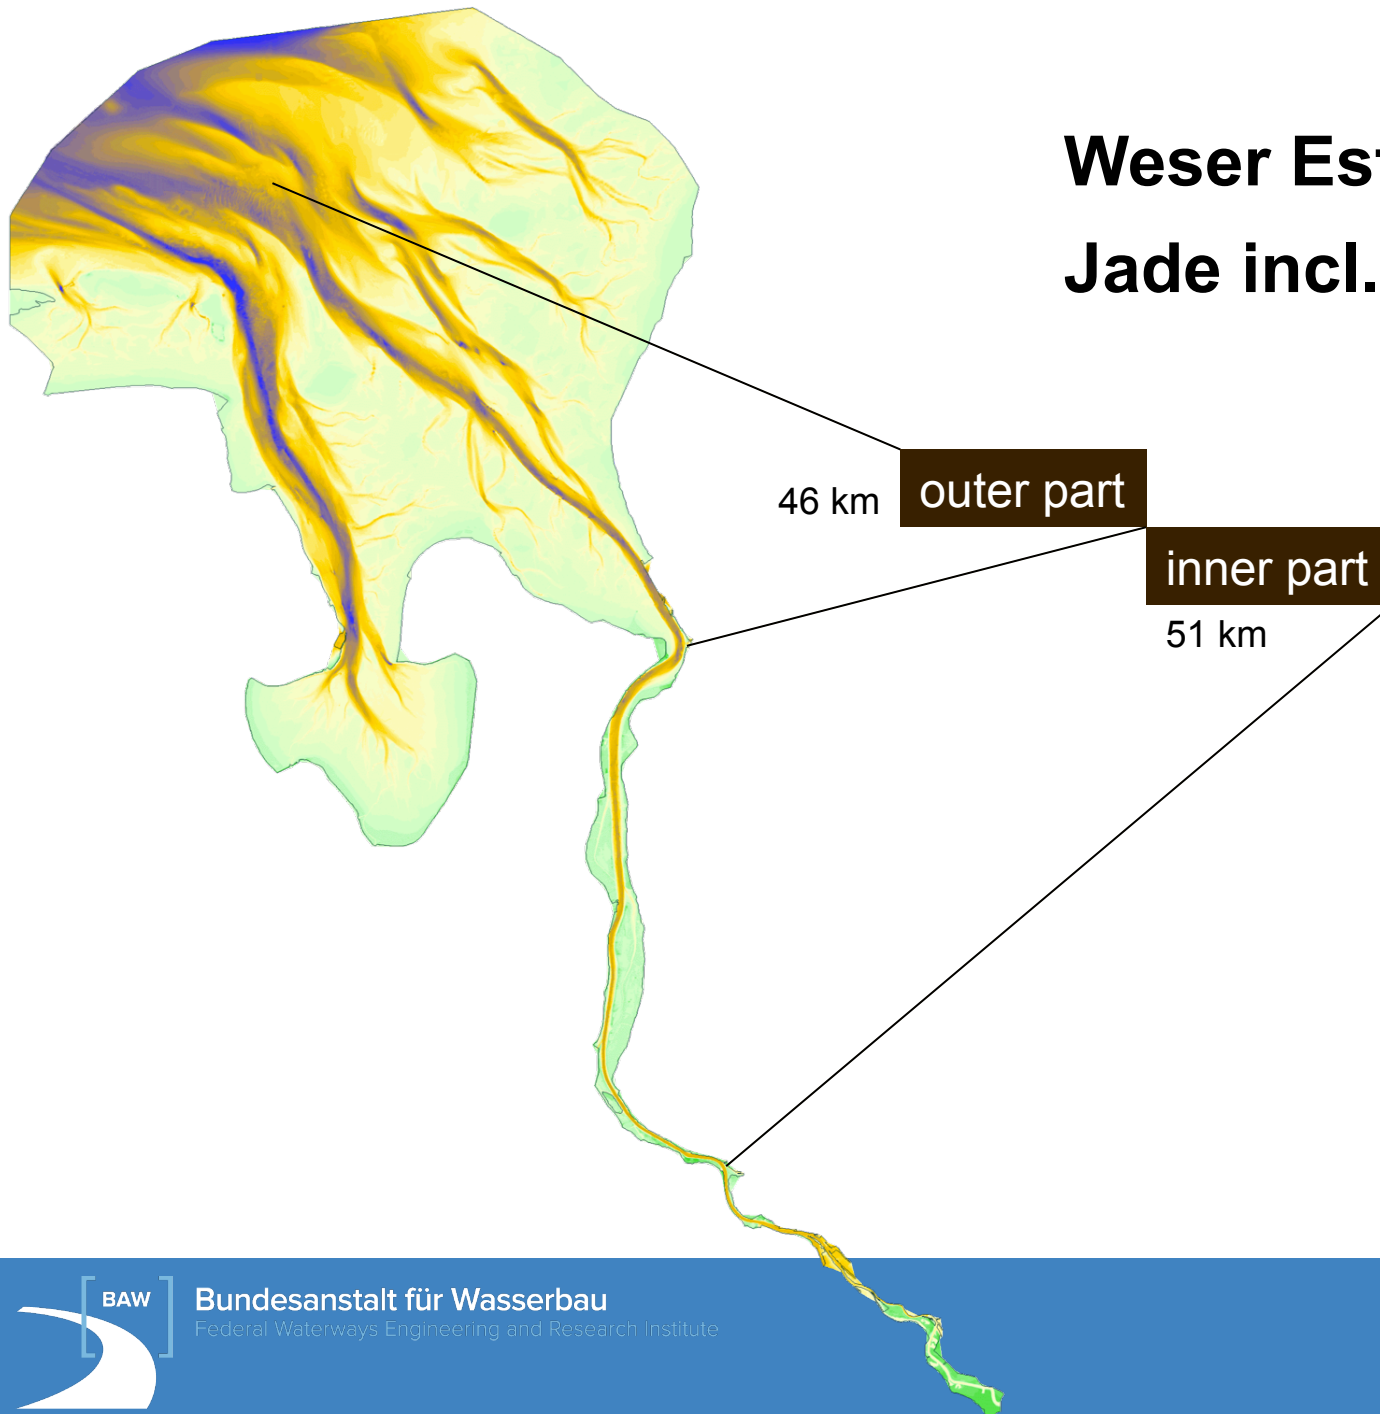 Weser Est
Jade incl.
46 km
outer part
inner part
51 km
BAW
Bundesanstalt für Wasserbau
Federal Waterways Engineering and Research Institute